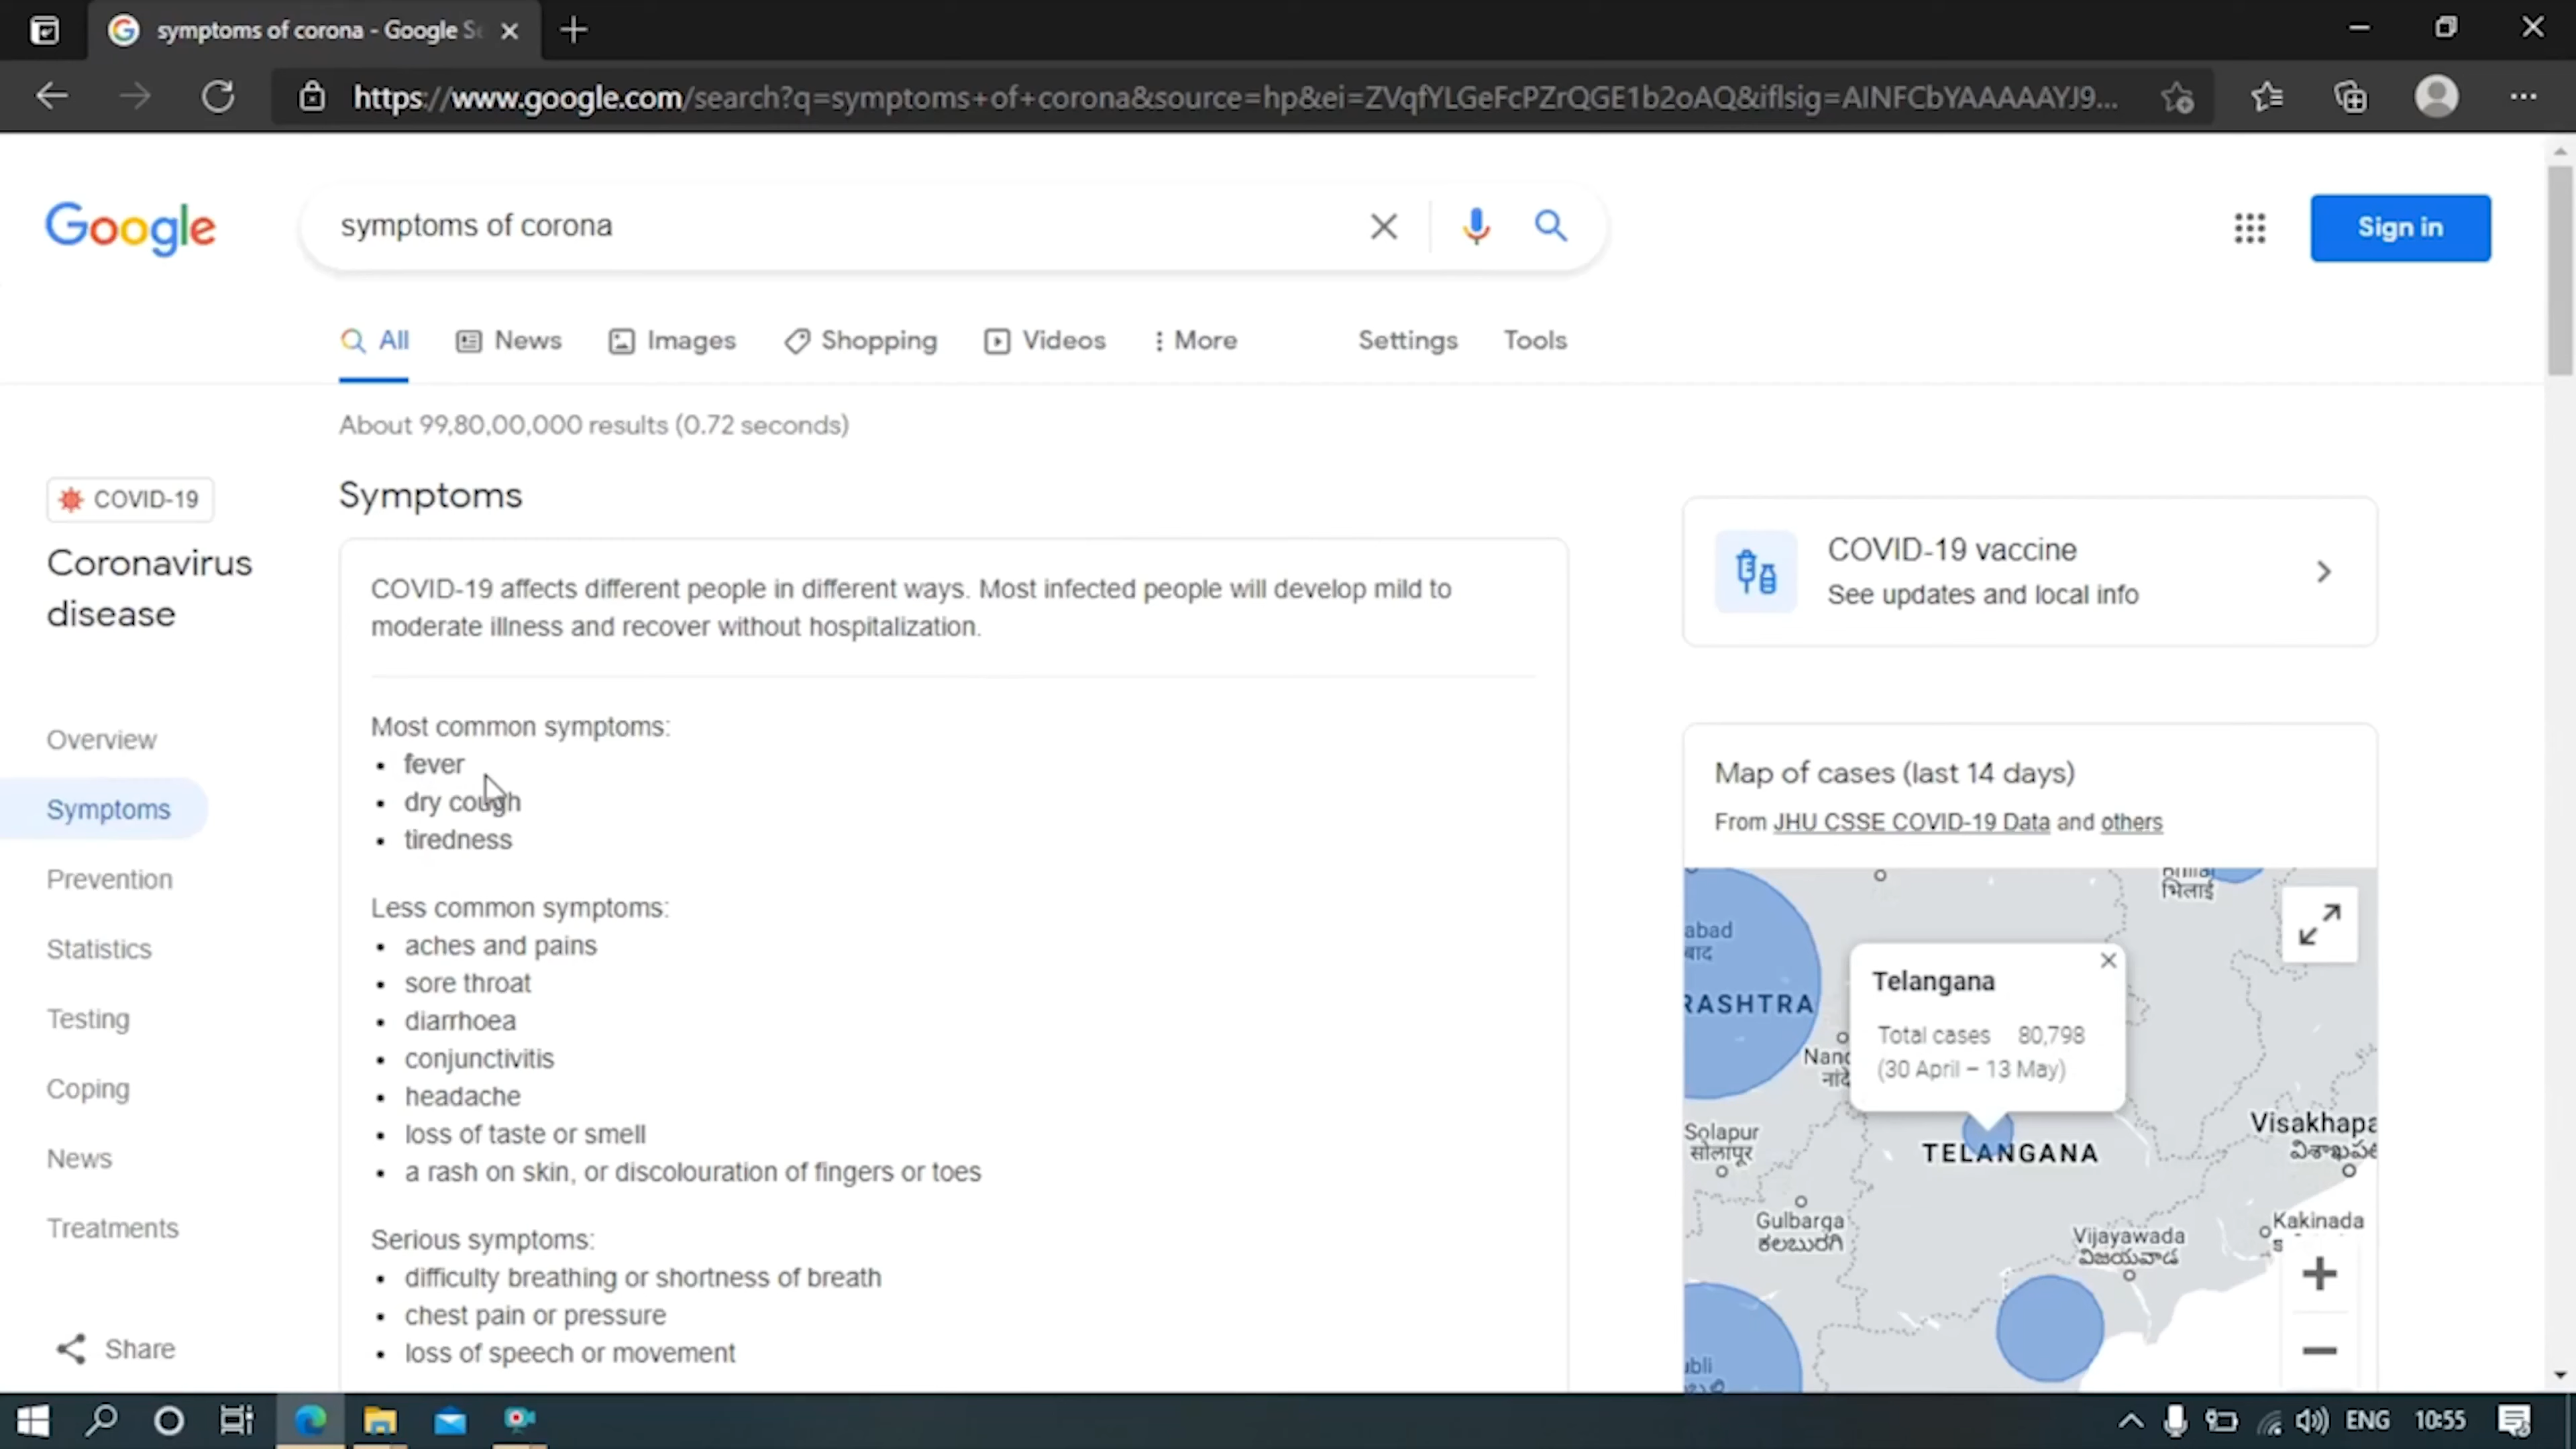 symptoms of corona - Google Se
https://www.google.com/search?q=symptoms+of+corona&source=hp&ei=ZVqfYLGeFcPZrQGE1b2oAQ&iflsig=AINFCbYAAAAAYJ9...
Google
symptoms of corona
Sign in
All
News
Images
Shopping
Videos
More
Settings
Tools
About 99,80,00,000 results (0.72 seconds)
COVID-19
Coronavirus
disease
Overview
Symptoms
Prevention
Statistics
Testing
Coping
News
Treatments
Share
Symptoms
COVID-19 affects different people in different ways. Most infected people will develop mild to
moderate illness and recover without hospitalization.
Most common symptoms:
• fever
• dry cough
• tiredness
Less common symptoms:
• aches and pains
• sore throat
• diarrhoea
• conjunctivitis
• headache
• loss of taste or smell
• a rash on skin, or discolouration of fingers or toes
Serious symptoms:
• difficulty breathing or shortness of breath
• chest pain or pressure
• loss of speech or movement
COVID-19 vaccine
See updates and local info
Map of cases (last 14 days)
From JHU CSSE COVID-19 Data and others
भिलाई
abad
बाद
RASHTRA
Telangana
Total cases 80,798
(30 April – 13 May)
Nand
नांदे
Solapur
सोलापूर
TELANGANA
Visakhapa
విశాఖపత
Gulbarga
ಕಲಬುರಗಿ
Vijayawada
విజయవాడ
Kakinada
ubli
ENG
10:55